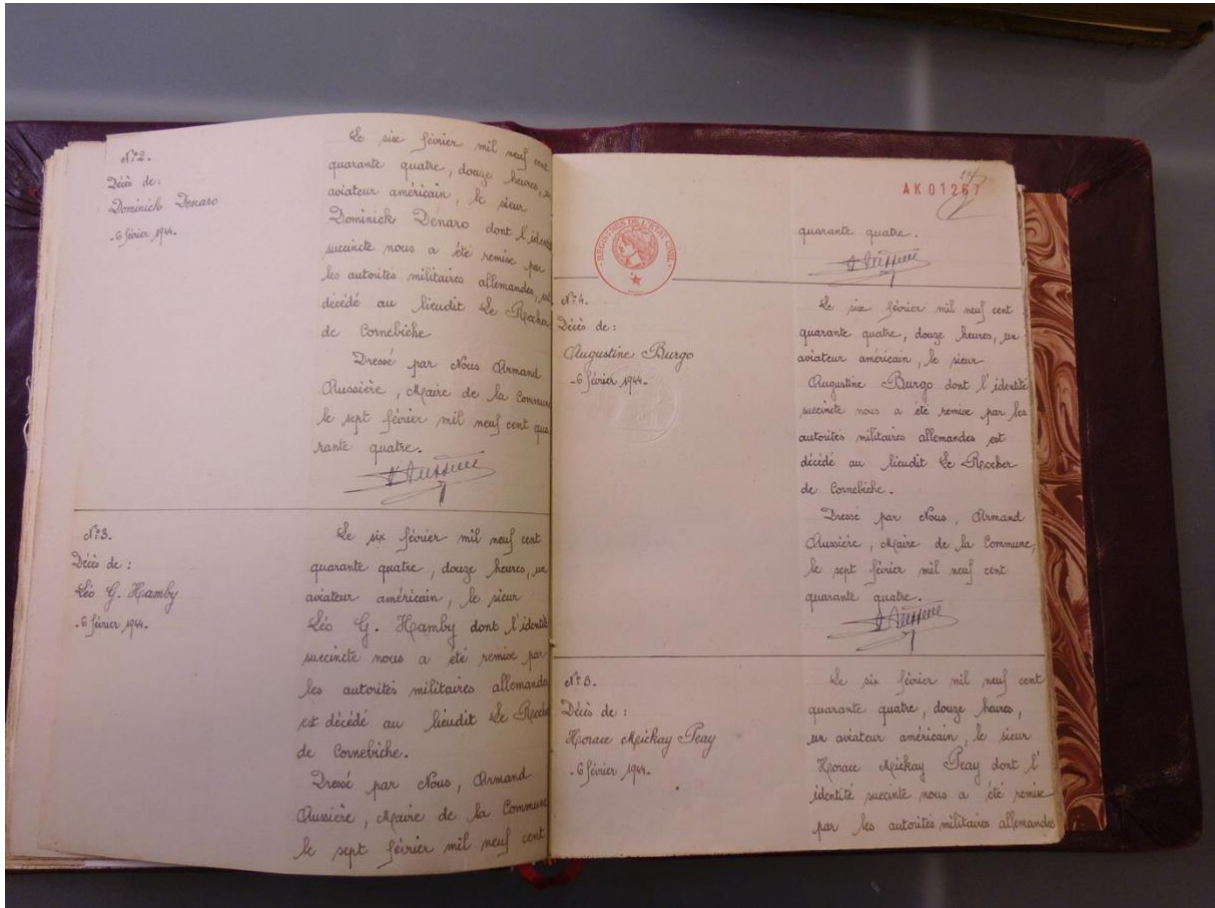 N° 2.
Décès de :
Dominick Denaro
- 6 février 1944.
Le six février mil neuf cent
quarante quatre, douze heures, un
aviateur américain, le sieur
Dominick Denaro dont l'identité
succincte nous a été remise par
les autorités militaires allemandes, est
décédé au lieudit Le Rocher
de Cornebiche
Dressé par Nous Armand
Aussière, Maire de la Commune
le sept février mil neuf cent qua
rante quatre.
N° 3.
Décès de :
Léo G. Hamby
- 6 février 1944.
Le six février mil neuf cent
quarante quatre, douze heures, un
aviateur américain, le sieur
Léo G. Hamby dont l'identité
succincte nous a été remise par
les autorités militaires allemandes
est décédé au lieudit Le Rocher
de Cornebiche.
Dressé par Nous, Armand
Aussière, Maire de la Commune
le sept février mil neuf cent
AK 01267
quarante quatre.
REGISTRES DE L'ETAT CIVIL
N° 4.
Décès de :
Augustine Burgo
- 6 février 1944 -
Le six février mil neuf cent
quarante quatre, douze heures, un
aviateur américain, le sieur
Augustine Burgo dont l'identité
succincte nous a été remise par les
autorités militaires allemandes est
décédé au lieudit Le Rocher
de Cornebiche.
Dressé par Nous, Armand
Aussière, Maire de la Commune,
le sept février mil neuf cent
quarante quatre.
N° 5.
Décès de :
Horace Mickay Peay
- 6 février 1944.
Le six février mil neuf cent
quarante quatre, douze heures,
un aviateur américain, le sieur
Horace Mickay Peay dont l'
identité succinte nous a été remise
par les autorités militaires allemandes